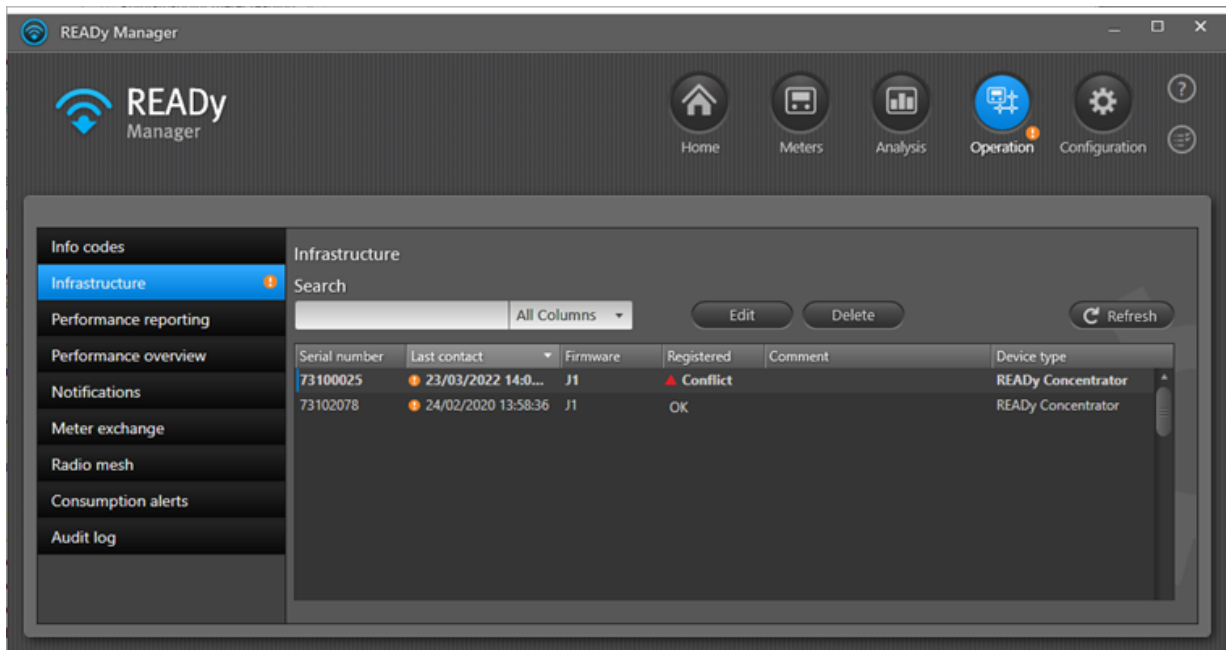 READy Manager
READy
Manager
Home Meters Analysis Operation Configuration
Info codes
Infrastructure
Performance reporting
Performance overview
Notifications
Meter exchange
Radio mesh
Consumption alerts
Audit log
Infrastructure
Search
All Columns Edit Delete Refresh
Serial number Last contact Firmware Registered Comment Device type
73100025 23/03/2022 14:0... J1 Conflict READy Concentrator
73102078 24/02/2020 13:58:36 J1 OK READy Concentrator